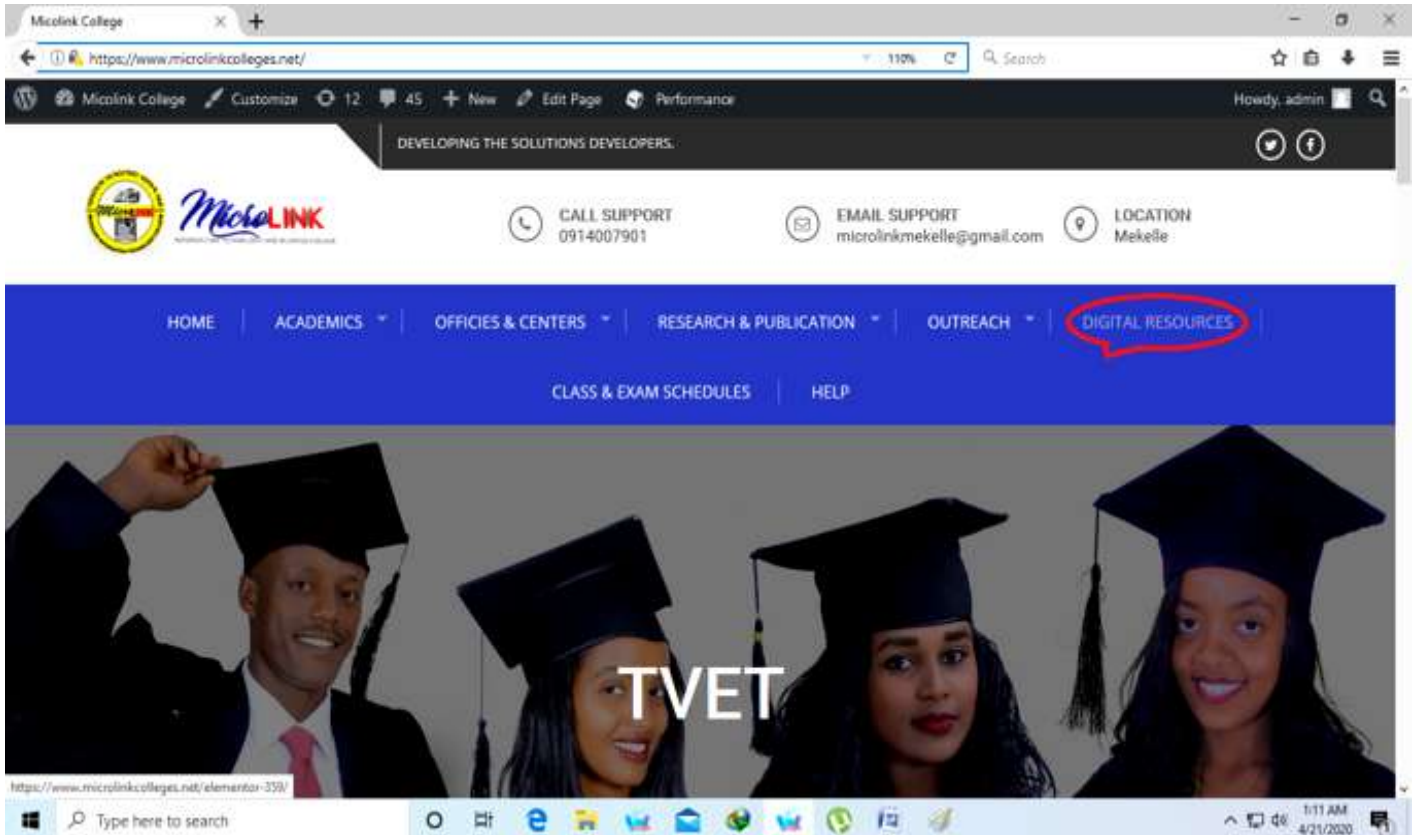 Micolink College
https://www.microlinkcolleges.net/
110%
Search
Micolink College Customize 12 45 New Edit Page Performance Howdy, admin
DEVELOPING THE SOLUTIONS DEVELOPERS.
MicroLINK
CALL SUPPORT
0914007901
EMAIL SUPPORT
microlinkmekelle@gmail.com
LOCATION
Mekelle
HOME ACADEMICS OFFICIES & CENTERS RESEARCH & PUBLICATION OUTREACH DIGITAL RESOURCES
CLASS & EXAM SCHEDULES HELP
TVET
https://www.microlinkcolleges.net/elementor-359/
Type here to search
1:11 AM
4/21/2020